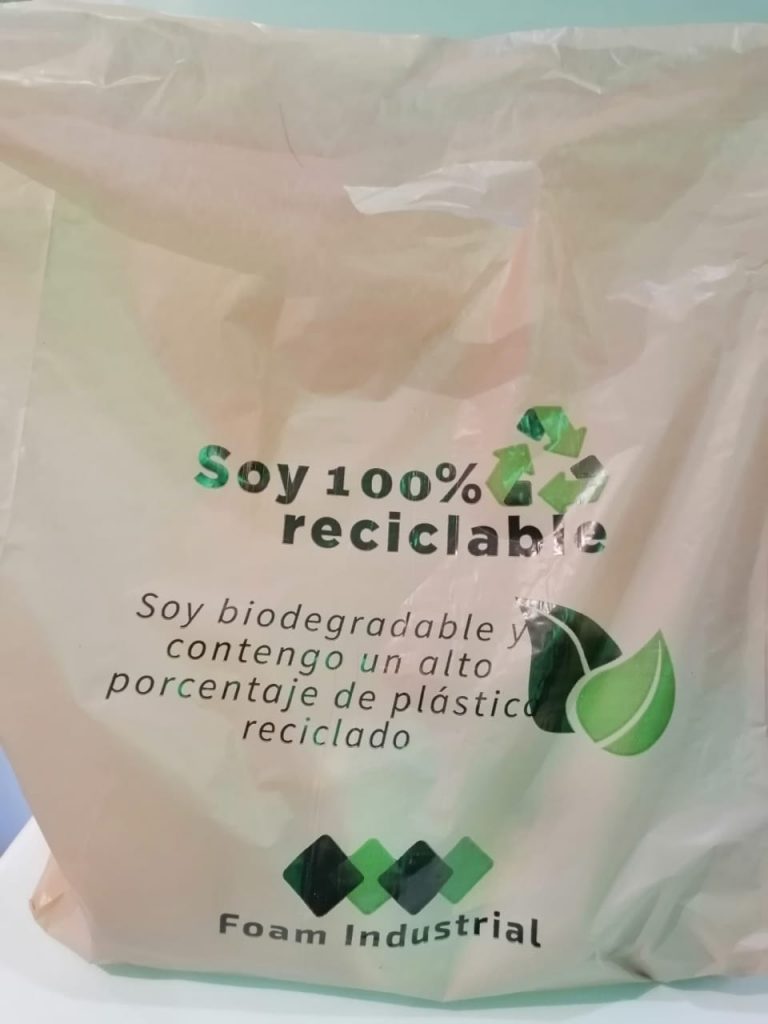 Soy 100%
reciclable
Soy biodegradable y
contengo un alto
porcentaje de plástico
reciclado
Foam Industrial